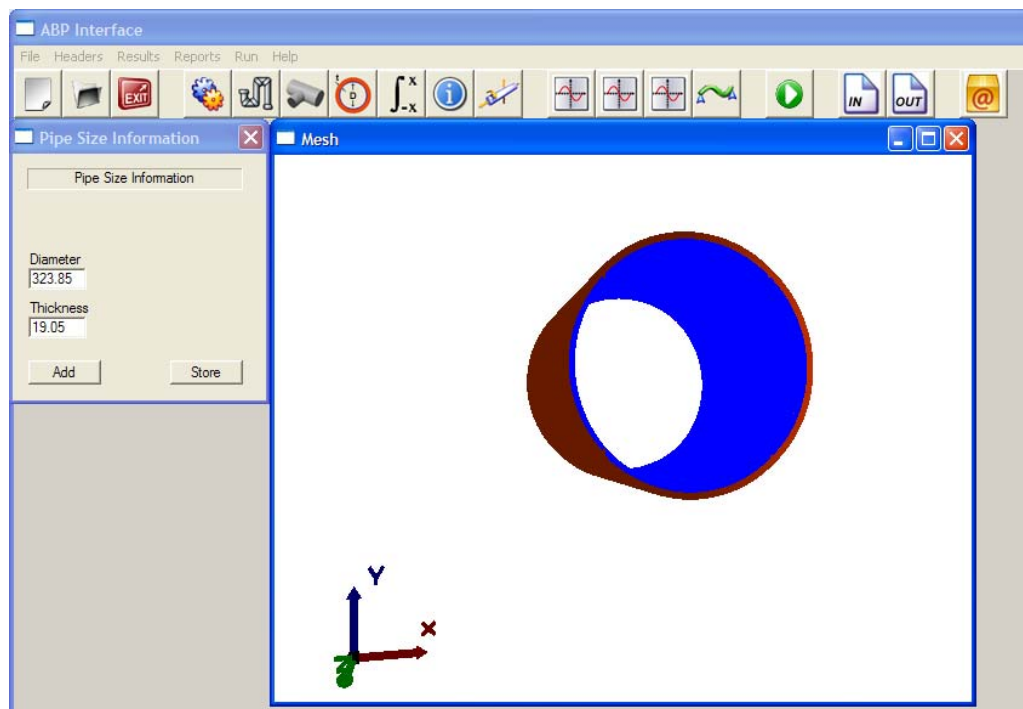 ABP Interface
File Headers Results Reports Run Help
EXIT
t D
x
-x
i
IN
OUT
@
Pipe Size Information
Mesh
Pipe Size Information
Diameter
323.85
Thickness
19.05
Add
Store
Y
X